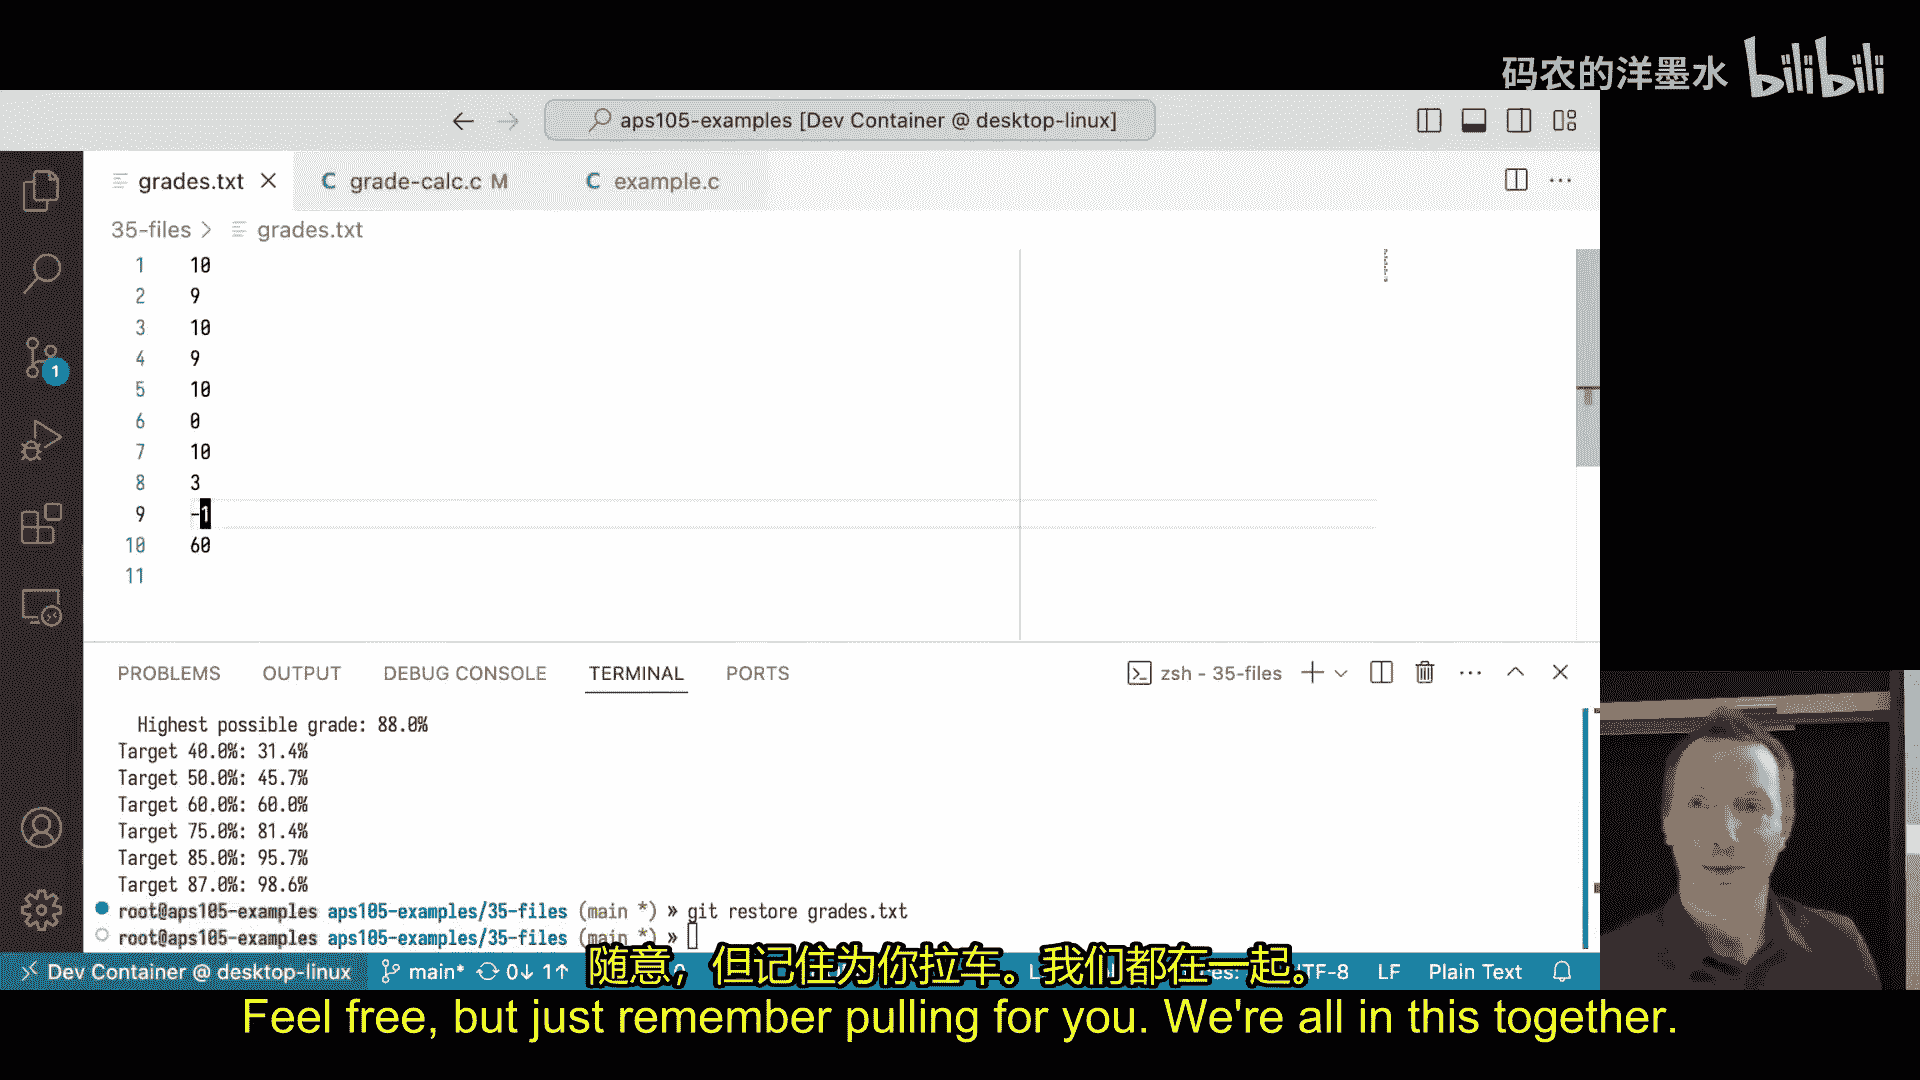 码农的洋墨水 bilibili
aps105-examples [Dev Container @ desktop-linux]
grades.txt
C grade-calc.c M
C example.c
35-files > grades.txt
1 10
2 9
3 10
4 9
5 10
6 0
7 10
8 3
9 -1
10 60
11
1
PROBLEMS OUTPUT DEBUG CONSOLE TERMINAL PORTS
zsh - 35-files
Highest possible grade: 88.0%
Target 40.0%: 31.4%
Target 50.0%: 45.7%
Target 60.0%: 60.0%
Target 75.0%: 81.4%
Target 85.0%: 95.7%
Target 87.0%: 98.6%
root@aps105-examples aps105-examples/35-files (main *) » git restore grades.txt
root@aps105-examples aps105-examples/35-files (main *) »
Dev Container @ desktop-linux main* 0↓ 1↑ LF Plain Text
随意，但记住为你拉车。我们都在一起。
Feel free, but just remember pulling for you. We're all in this together.